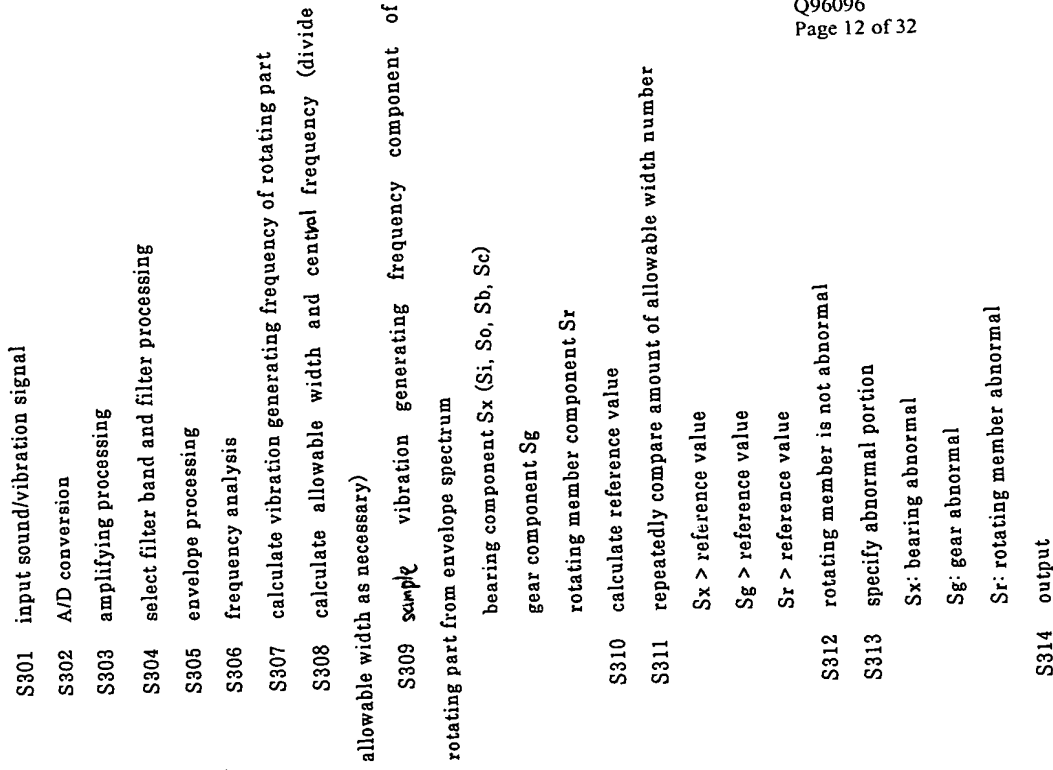 Q96096
Page 12 of 32
S301 input sound/vibration signal
S302 A/D conversion
S303 amplifying processing
S304 select filter band and filter processing
S305 envelope processing
S306 frequency analysis
S307 calculate vibration generating frequency of rotating part
S308 calculate allowable width and central frequency (divide
allowable width as necessary)
S309 sample vibration generating frequency component of
rotating part from envelope spectrum
bearing component Sx (Si, So, Sb, Sc)
gear component Sg
rotating member component Sr
S310 calculate reference value
S311 repeatedly compare amount of allowable width number
Sx > reference value
Sg > reference value
Sr > reference value
S312 rotating member is not abnormal
S313 specify abnormal portion
Sx: bearing abnormal
Sg: gear abnormal
Sr: rotating member abnormal
S314 output